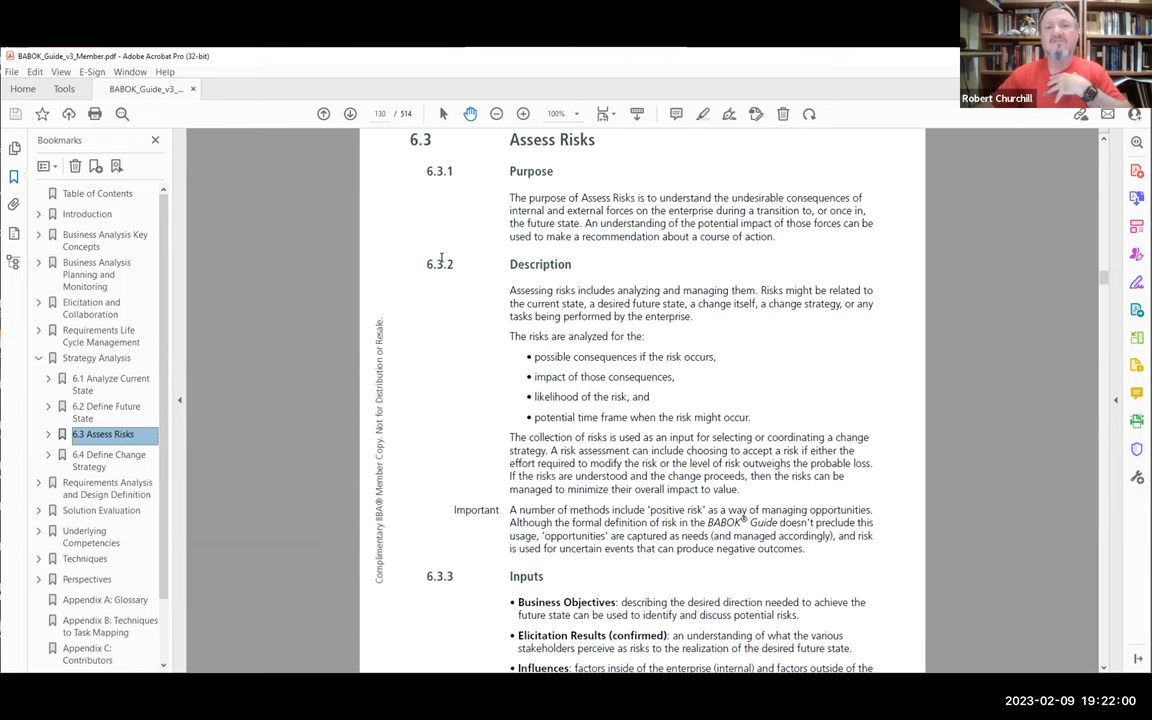 BABOK_Guide_v3_Member.pdf - Adobe Acrobat Pro (32-bit)
File Edit View E-Sign Window Help
Home Tools BABOK_Guide_v3_... ×
130 / 514 100%
Robert Churchill
Bookmarks
Table of Contents
Introduction
Business Analysis Key
Concepts
Business Analysis
Planning and
Monitoring
Elicitation and
Collaboration
Requirements Life
Cycle Management
Strategy Analysis
6.1 Analyze Current
State
6.2 Define Future
State
6.3 Assess Risks
6.4 Define Change
Strategy
Requirements Analysis
and Design Definition
Solution Evaluation
Underlying
Competencies
Techniques
Perspectives
Appendix A: Glossary
Appendix B: Techniques
to Task Mapping
Appendix C:
Contributors
Complimentary IIBA® Member Copy. Not for Distribution or Resale.
6.3 Assess Risks
6.3.1 Purpose
The purpose of Assess Risks is to understand the undesirable consequences of
internal and external forces on the enterprise during a transition to, or once in,
the future state. An understanding of the potential impact of those forces can be
used to make a recommendation about a course of action.
6.3.2 Description
Assessing risks includes analyzing and managing them. Risks might be related to
the current state, a desired future state, a change itself, a change strategy, or any
tasks being performed by the enterprise.
The risks are analyzed for the:
• possible consequences if the risk occurs,
• impact of those consequences,
• likelihood of the risk, and
• potential time frame when the risk might occur.
The collection of risks is used as an input for selecting or coordinating a change
strategy. A risk assessment can include choosing to accept a risk if either the
effort required to modify the risk or the level of risk outweighs the probable loss.
If the risks are understood and the change proceeds, then the risks can be
managed to minimize their overall impact to value.
Important A number of methods include 'positive risk' as a way of managing opportunities.
Although the formal definition of risk in the BABOK® Guide doesn't preclude this
usage, 'opportunities' are captured as needs (and managed accordingly), and risk
is used for uncertain events that can produce negative outcomes.
6.3.3 Inputs
• Business Objectives: describing the desired direction needed to achieve the
future state can be used to identify and discuss potential risks.
• Elicitation Results (confirmed): an understanding of what the various
stakeholders perceive as risks to the realization of the desired future state.
• Influences: factors inside of the enterprise (internal) and factors outside of the
2023-02-09 19:22:00